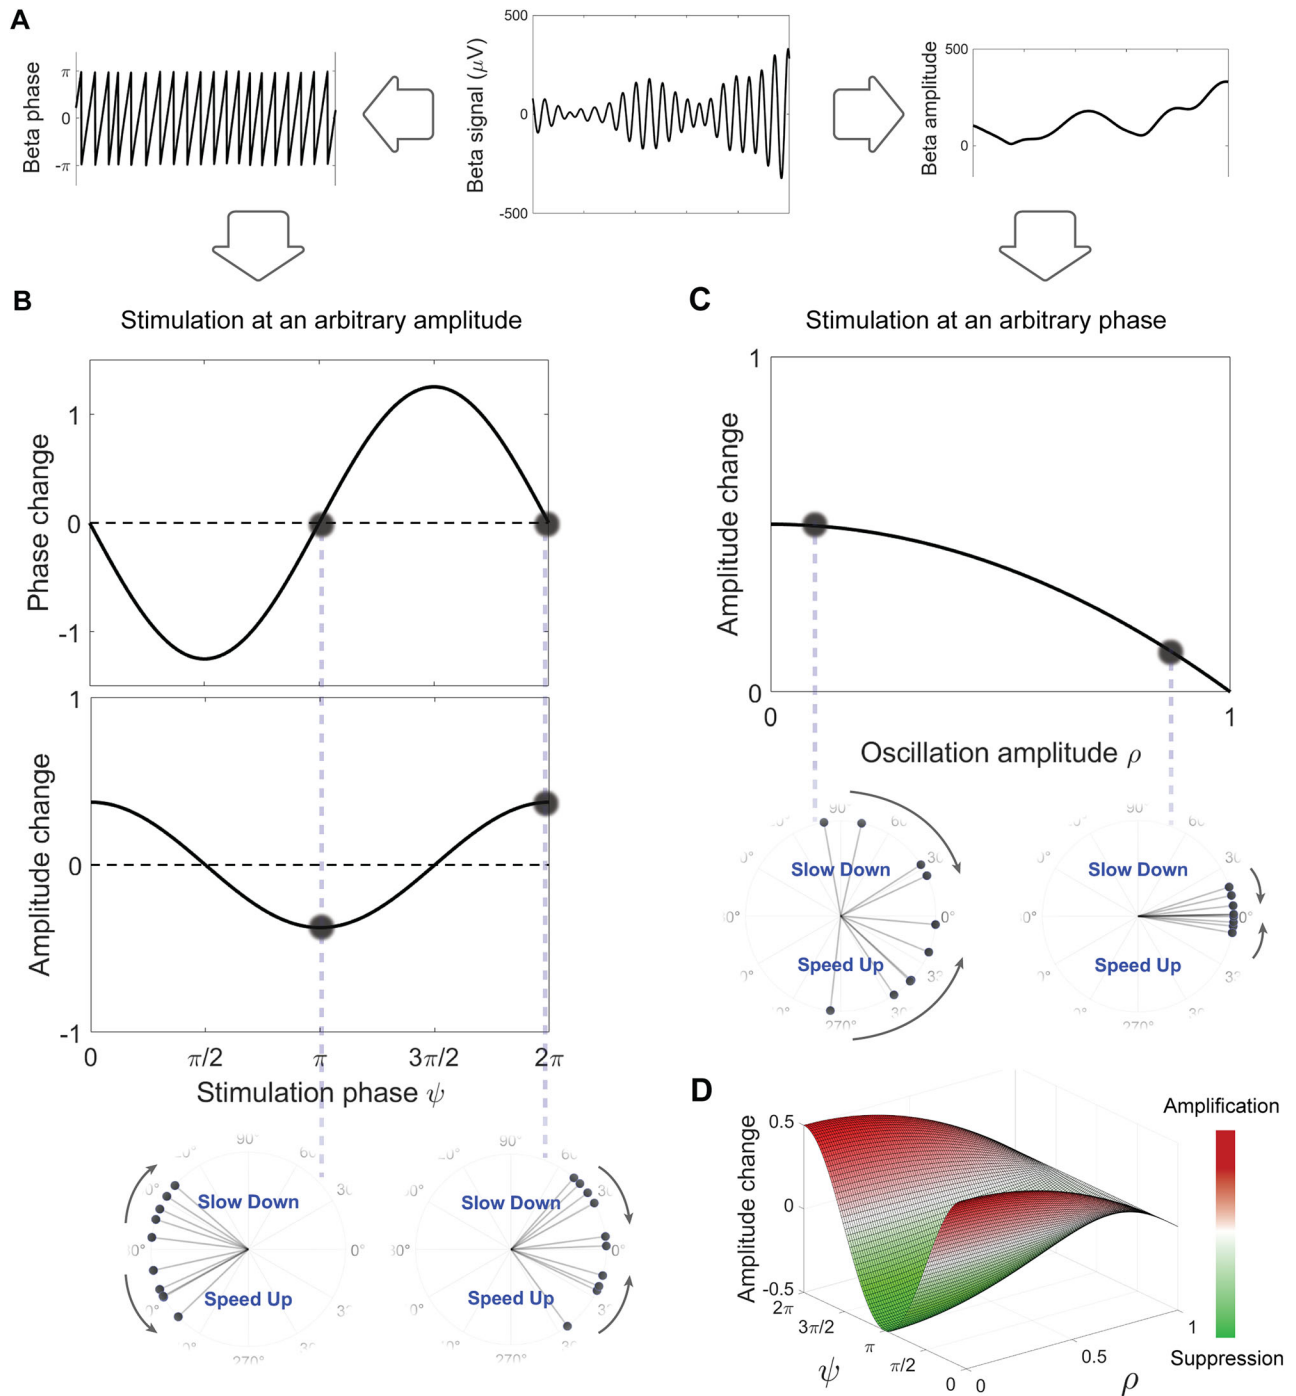 A
Beta phase
π
0
-π
Beta signal (μV)
500
0
-500
Beta amplitude
500
0
B
Stimulation at an arbitrary amplitude
Phase change
1
0
-1
Amplitude change
1
0
-1
0 π/2 π 3π/2 2π
Stimulation phase ψ
90°
Slow Down
0°
Speed Up
270°
Slow Down
0°
Speed Up
C
Stimulation at an arbitrary phase
Amplitude change
1
0
0 1
Oscillation amplitude ρ
90°
Slow Down
0°
Speed Up
270°
Slow Down
0°
Speed Up
270°
D
Amplitude change
0.5
0
-0.5
2π
3π/2
π
π/2
0
ψ
0
0.5
1
ρ
Amplification
Suppression